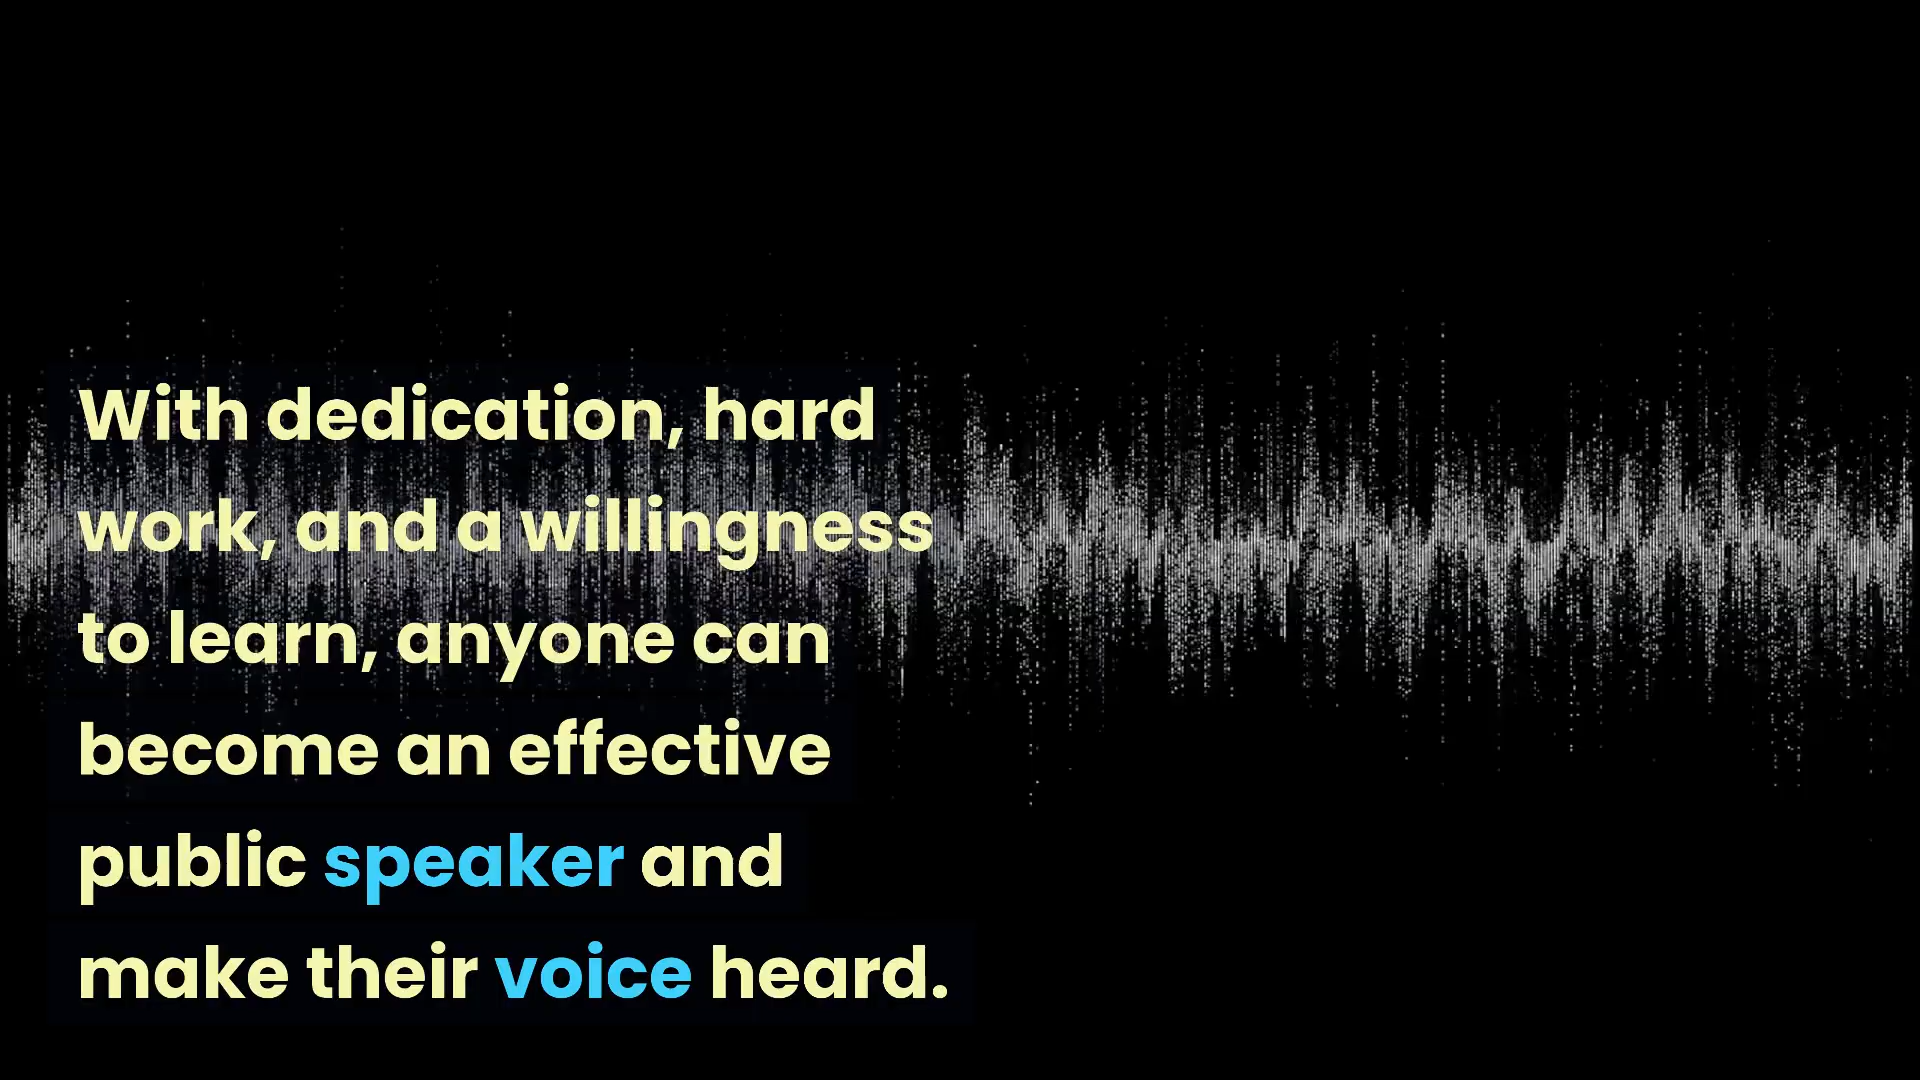 With dedication, hard
work, and a willingness
to learn, anyone can
become an effective
public speaker and
make their voice heard.